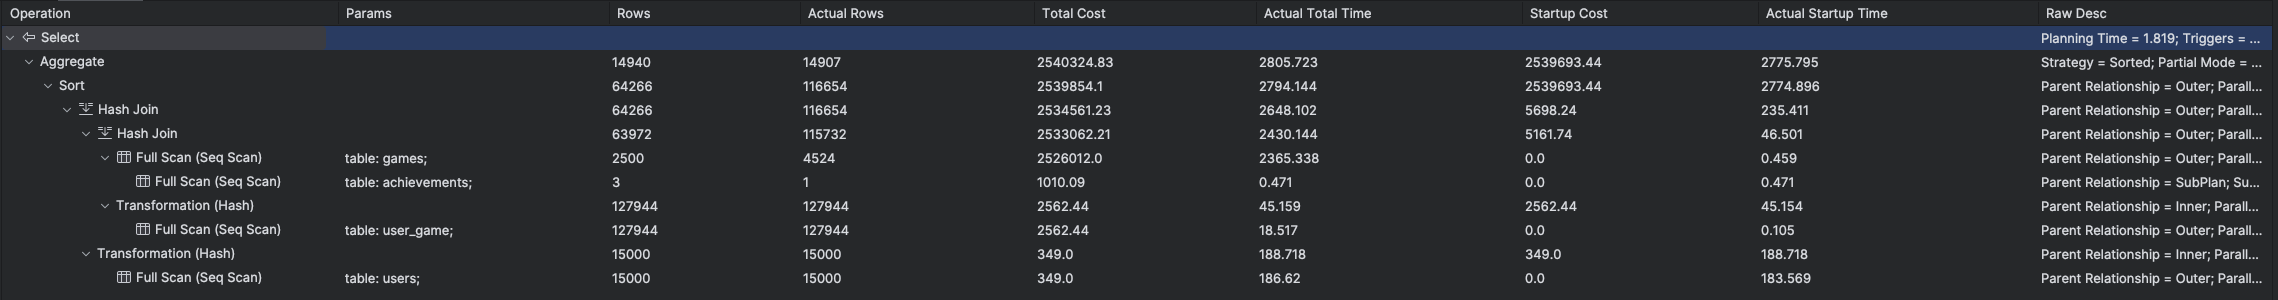 Operation Params Rows Actual Rows Total Cost Actual Total Time Startup Cost Actual Startup Time Raw Desc
Select Planning Time = 1.819; Triggers = ...
Aggregate 14940 14907 2540324.83 2805.723 2539693.44 2775.795 Strategy = Sorted; Partial Mode = ...
Sort 64266 116654 2539854.1 2794.144 2539693.44 2774.896 Parent Relationship = Outer; Parall...
Hash Join 64266 116654 2534561.23 2648.102 5698.24 235.411 Parent Relationship = Outer; Parall...
Hash Join 63972 115732 2533062.21 2430.144 5161.74 46.501 Parent Relationship = Outer; Parall...
Full Scan (Seq Scan) table: games; 2500 4524 2526012.0 2365.338 0.0 0.459 Parent Relationship = Outer; Parall...
Full Scan (Seq Scan) table: achievements; 3 1 1010.09 0.471 0.0 0.471 Parent Relationship = SubPlan; Su...
Transformation (Hash) 127944 127944 2562.44 45.159 2562.44 45.154 Parent Relationship = Inner; Parall...
Full Scan (Seq Scan) table: user_game; 127944 127944 2562.44 18.517 0.0 0.105 Parent Relationship = Outer; Parall...
Transformation (Hash) 15000 15000 349.0 188.718 349.0 188.718 Parent Relationship = Inner; Parall...
Full Scan (Seq Scan) table: users; 15000 15000 349.0 186.62 0.0 183.569 Parent Relationship = Outer; Parall...